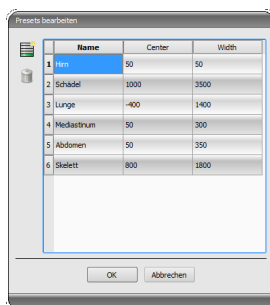 Presets bearbeiten
Name Center Width
1 Hirn 50 50
2 Schädel 1000 3500
3 Lunge -400 1400
4 Mediastinum 50 300
5 Abdomen 50 350
6 Skelett 800 1800
OK Abbrechen